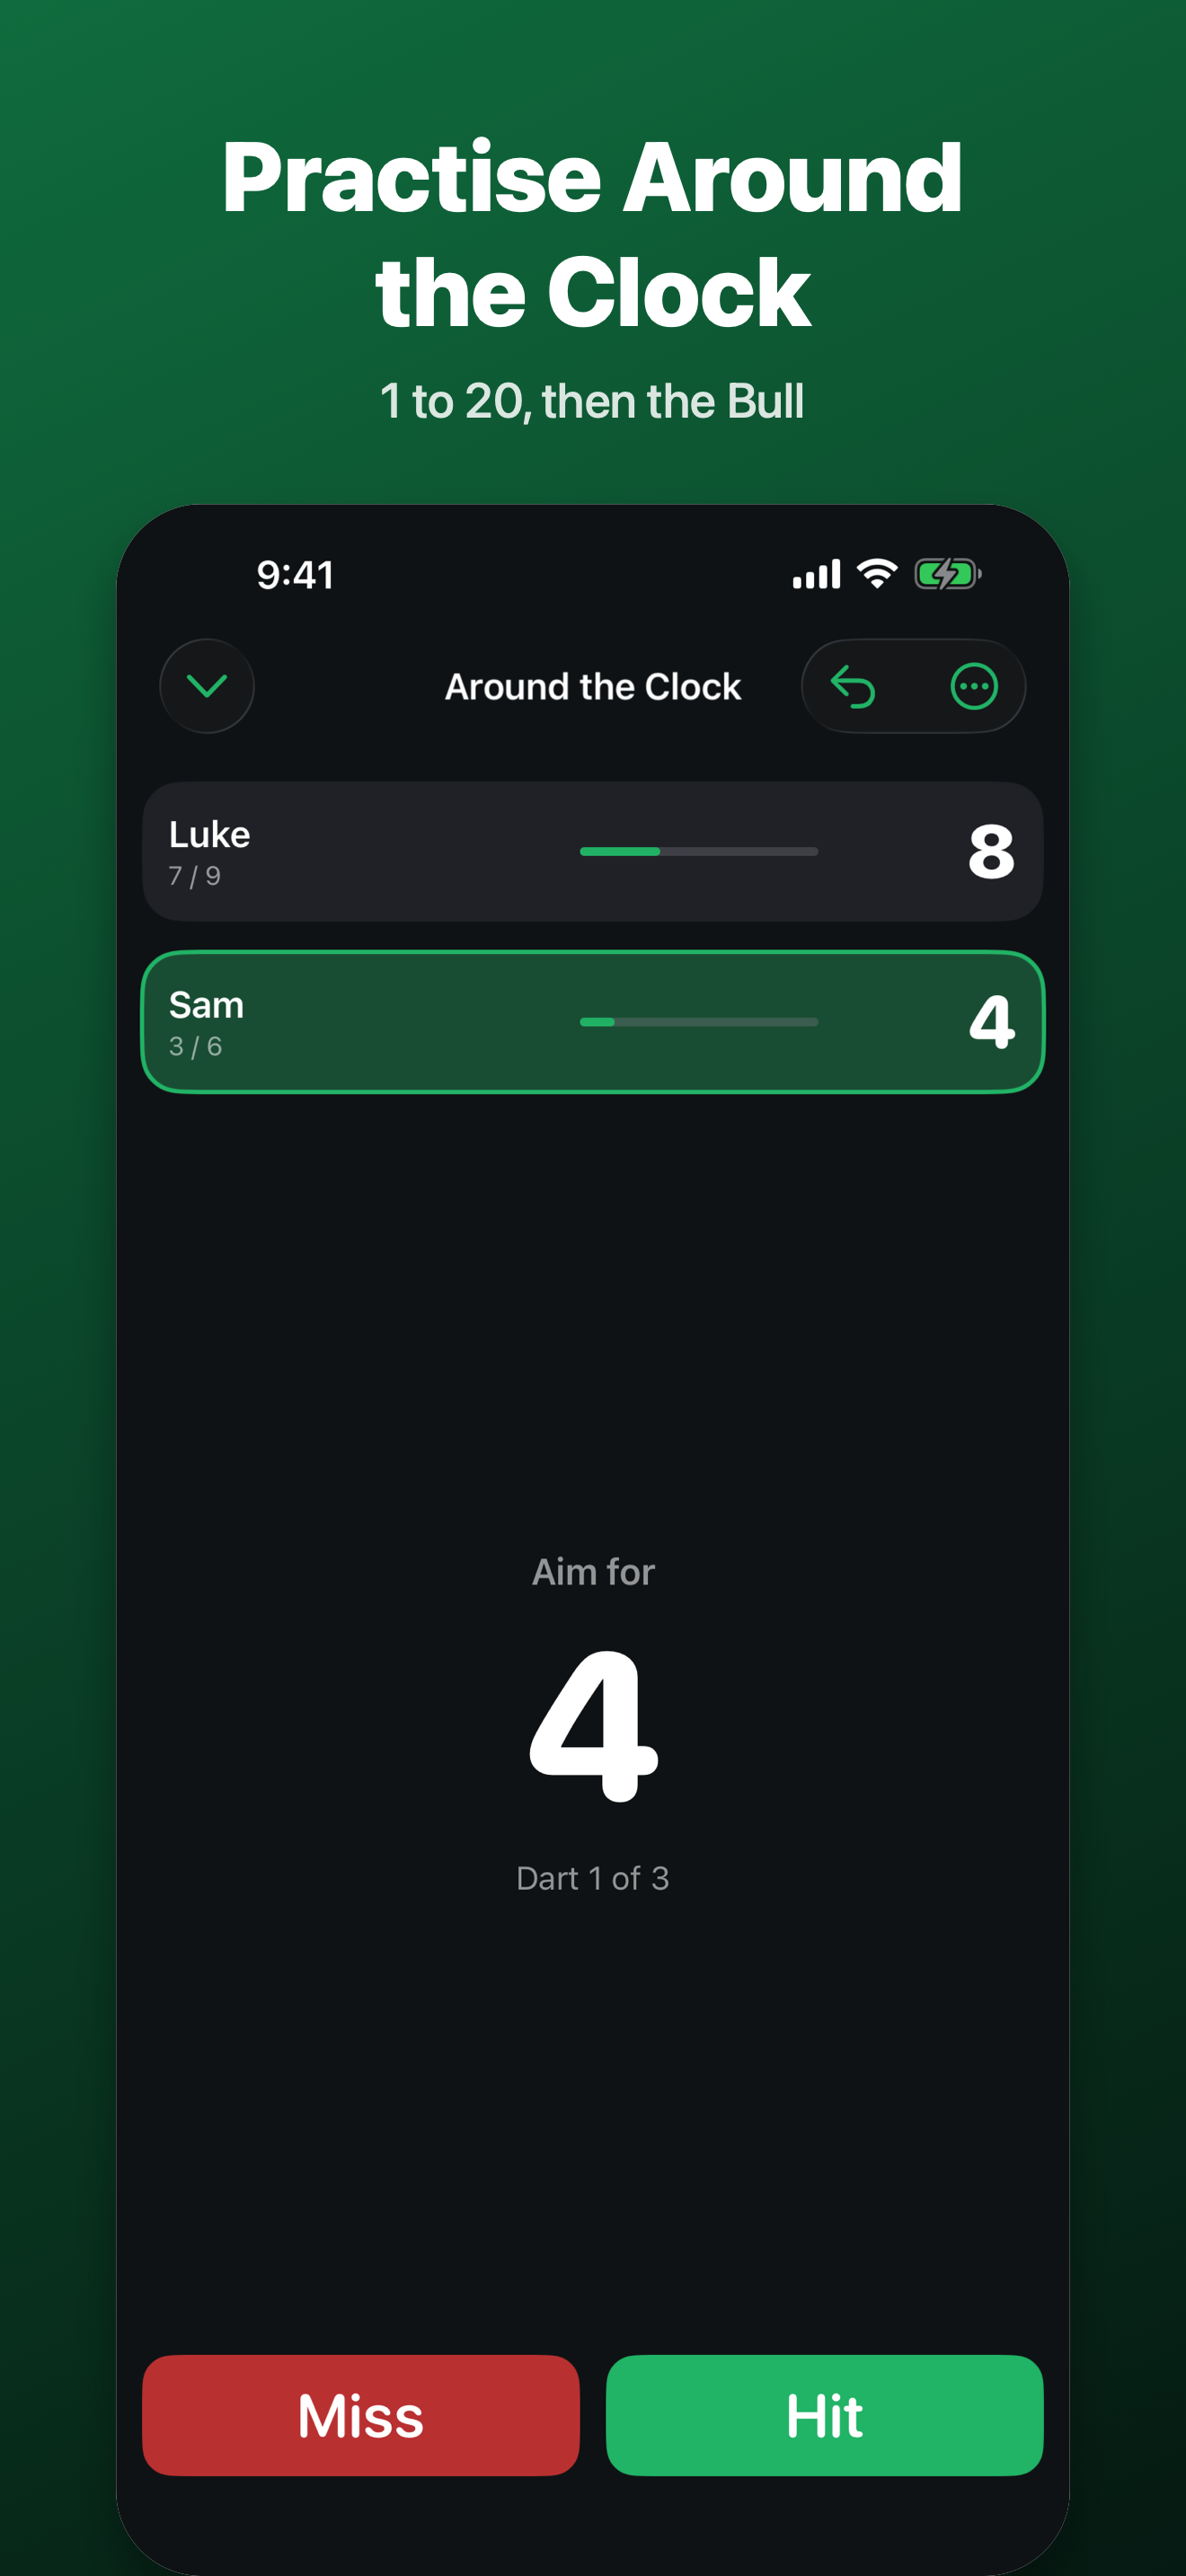 Practise Around
the Clock
1 to 20, then the Bull
9:41
Around the Clock
Luke
7 / 9
8
Sam
3 / 6
4
Aim for
4
Dart 1 of 3
Miss
Hit